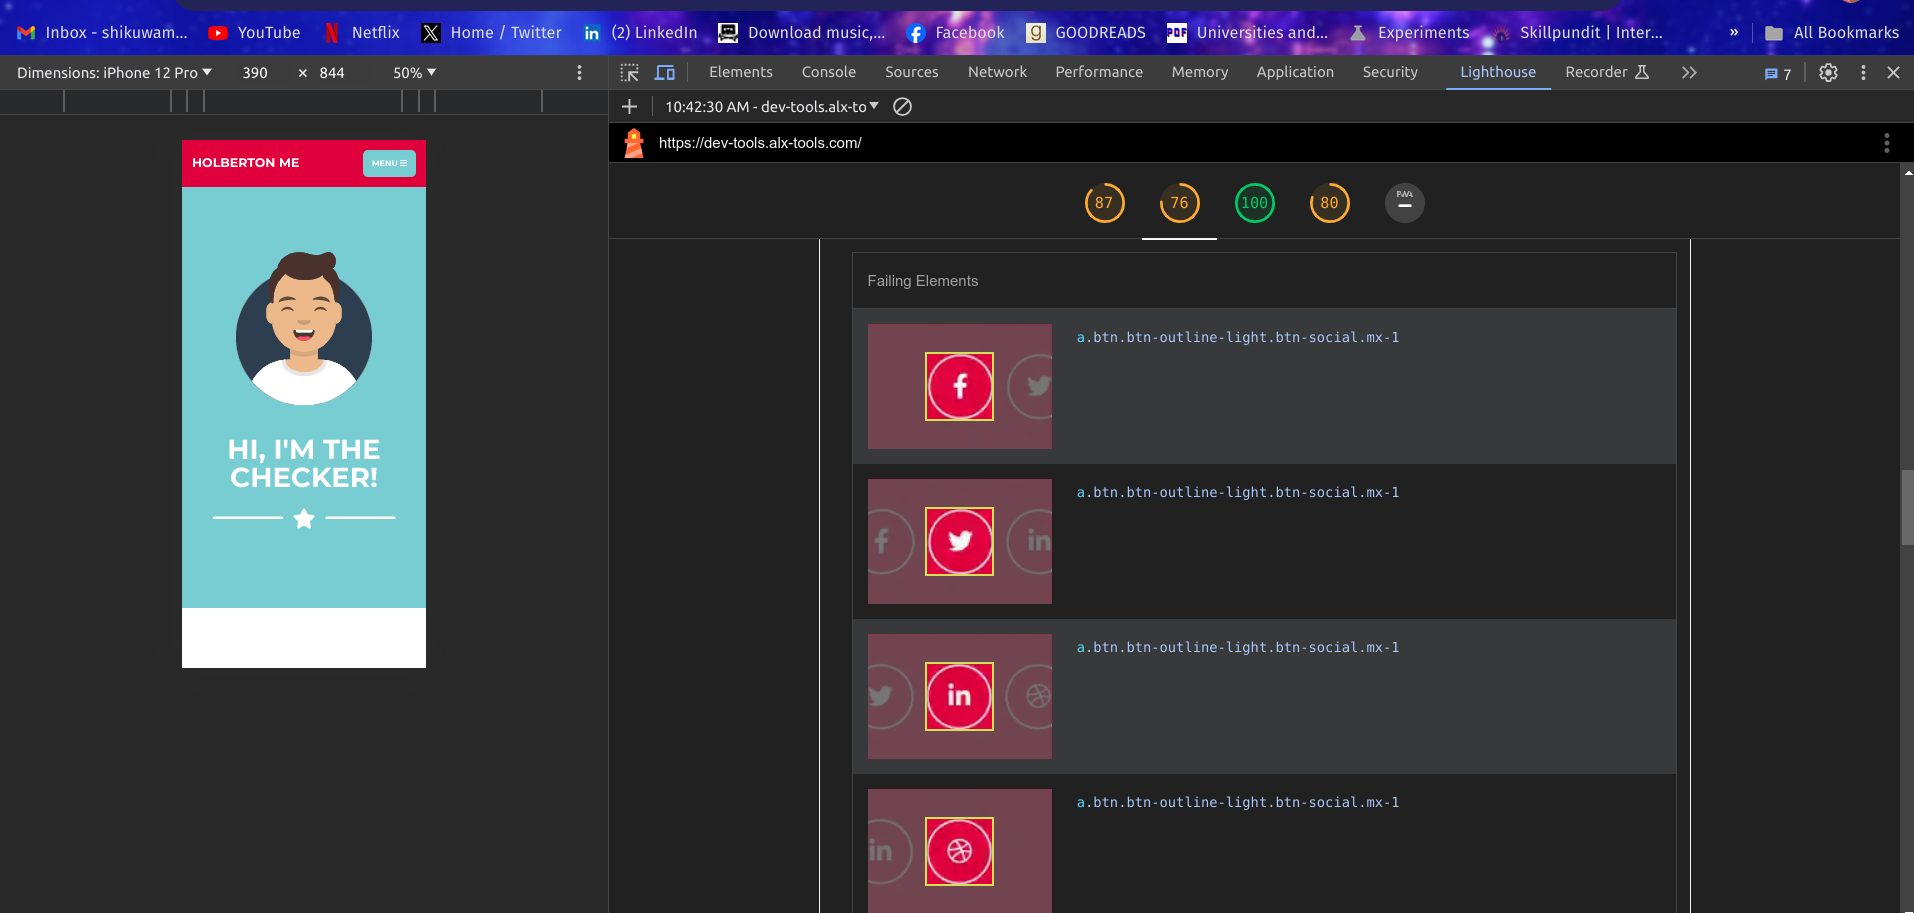 Inbox - shikuwam... YouTube Netflix Home / Twitter (2) LinkedIn Download music,... Facebook GOODREADS Universities and... Experiments Skillpundit | Inter... » All Bookmarks
Dimensions: iPhone 12 Pro 390 × 844 50%
Elements Console Sources Network Performance Memory Application Security Lighthouse Recorder 7
10:42:30 AM - dev-tools.alx-to
https://dev-tools.alx-tools.com/
HOLBERTON ME MENU
HI, I'M THE
CHECKER!
87 76 100 80 PWA
Failing Elements
a.btn.btn-outline-light.btn-social.mx-1
a.btn.btn-outline-light.btn-social.mx-1
a.btn.btn-outline-light.btn-social.mx-1
a.btn.btn-outline-light.btn-social.mx-1